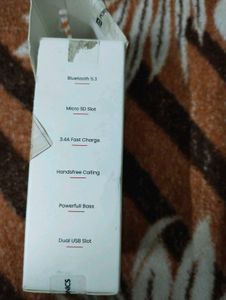 Bluetooth 5.3
Micro SD Slot
3.4A Fast Charge
Handsfree Calling
Powerfull Bass
Dual USB Slot